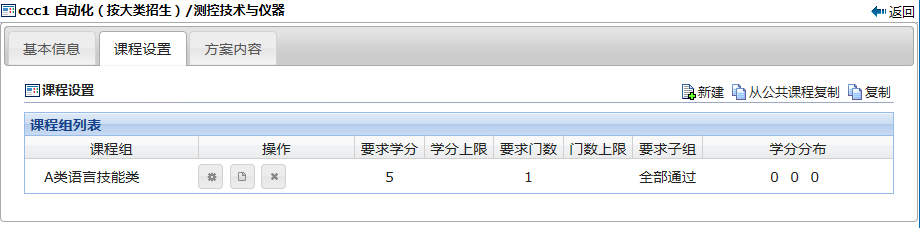 ccc1 自动化（按大类招生）/测控技术与仪器 返回
基本信息 课程设置 方案内容
课程设置 新建 从公共课程复制 复制
课程组列表
课程组 操作 要求学分 学分上限 要求门数 门数上限 要求子组 学分分布
A类语言技能类 5 1 全部通过 0 0 0